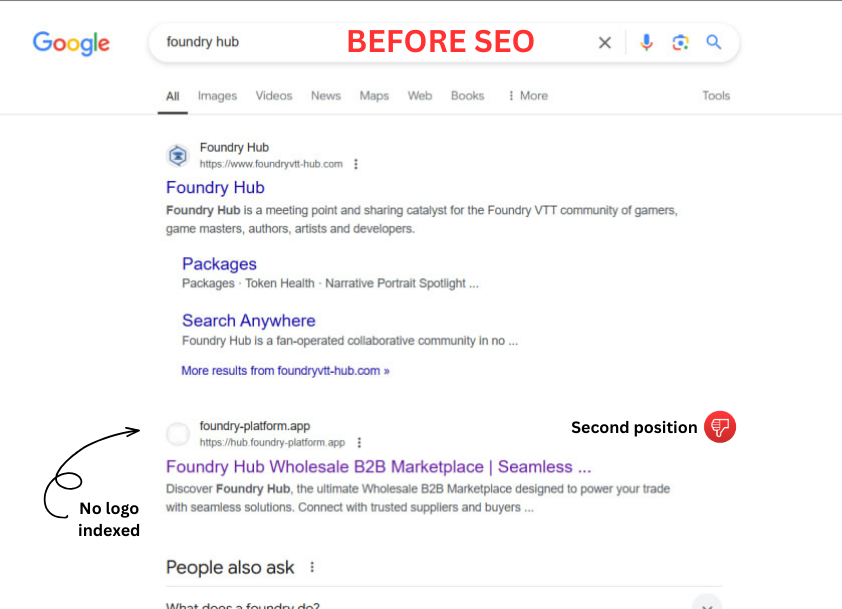 Google
foundry hub
BEFORE SEO
All Images Videos News Maps Web Books More Tools
Foundry Hub
https://www.foundryvtt-hub.com
Foundry Hub
Foundry Hub is a meeting point and sharing catalyst for the Foundry VTT community of gamers,
game masters, authors, artists and developers.
Packages
Packages · Token Health · Narrative Portrait Spotlight ...
Search Anywhere
Foundry Hub is a fan-operated collaborative community in no ...
More results from foundryvtt-hub.com »
foundry-platform.app
https://hub.foundry-platform.app
Second position
Foundry Hub Wholesale B2B Marketplace | Seamless ...
Discover Foundry Hub, the ultimate Wholesale B2B Marketplace designed to power your trade
with seamless solutions. Connect with trusted suppliers and buyers ...
No logo
indexed
People also ask
What does a foundry do?